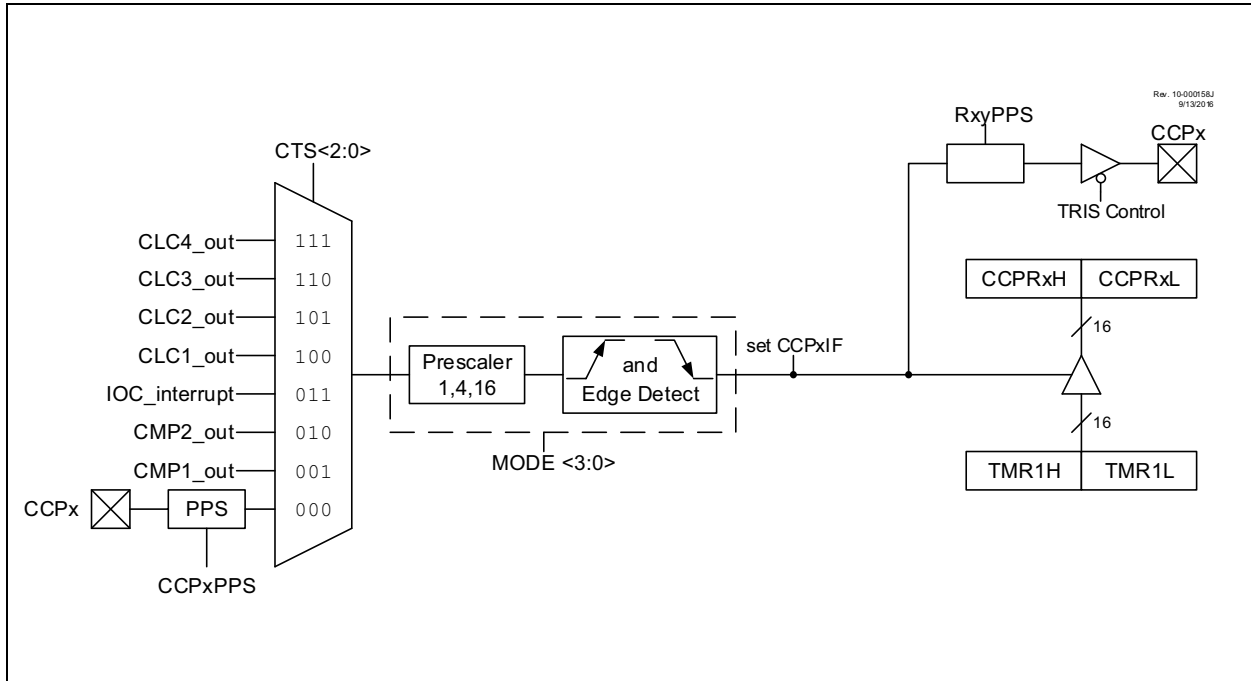 Rev. 10-000158J
9/13/2016
RxyPPS
CCPx
CTS<2:0>
TRIS Control
CLC4_out
111
CLC3_out
110
CCPRxH
CCPRxL
CLC2_out
101
16
set CCPxIF
CLC1_out
100
Prescaler
1,4,16
and
Edge Detect
IOC_interrupt
011
16
CMP2_out
010
MODE <3:0>
CMP1_out
001
TMR1H
TMR1L
CCPx
PPS
000
CCPxPPS